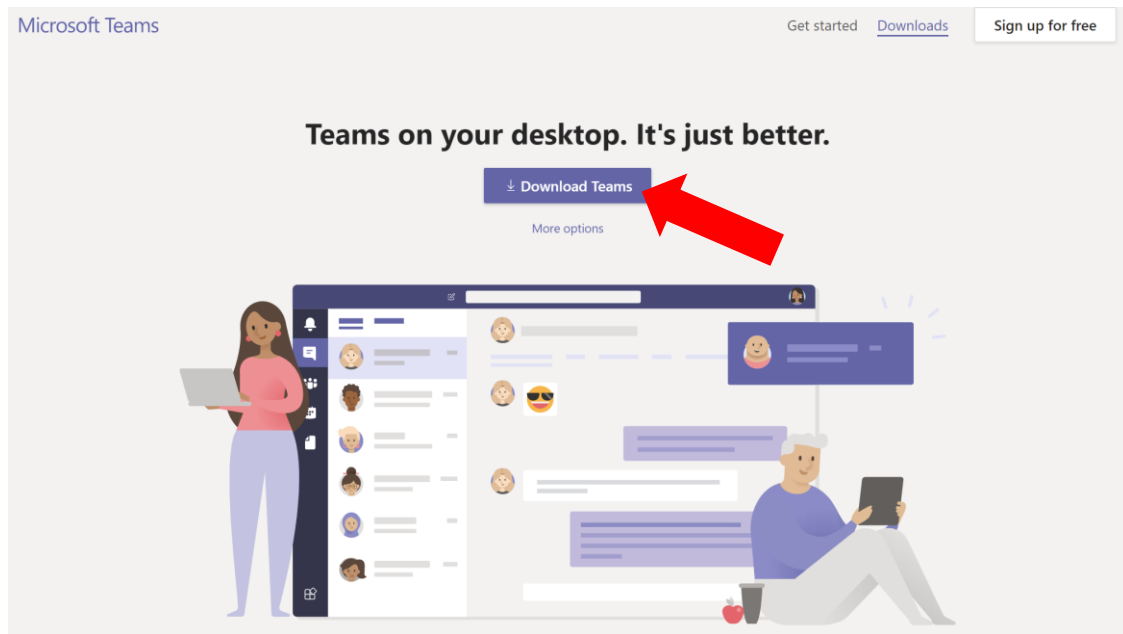 Microsoft Teams
Get started Downloads Sign up for free
Teams on your desktop. It's just better.
Download Teams
More options